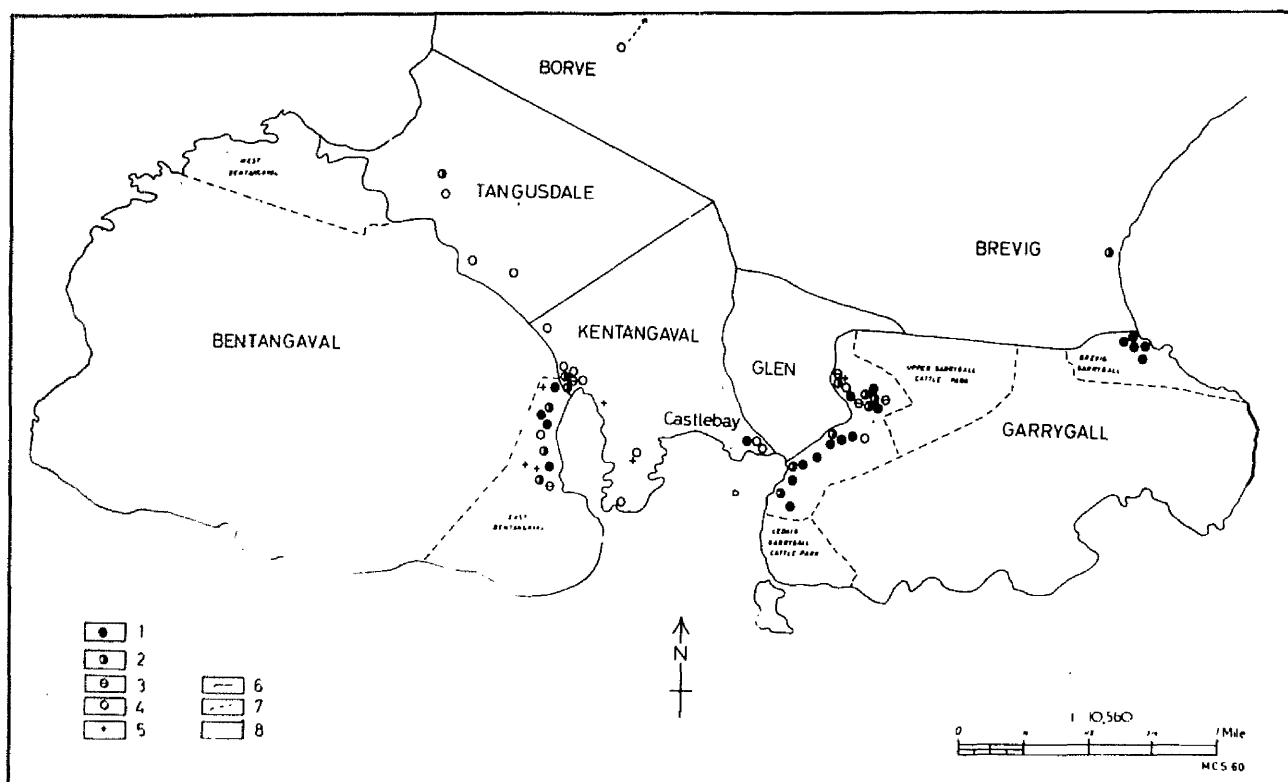 BORVE
WEST
BENTANGAVAL
TANGUSDALE
BREVIG
BENTANGAVAL
KENTANGAVAL
GLEN
UPPER GARRYGALL
CATTLE PARK
BREVIG
GARRYGALL
Castlebay
GARRYGALL
EAST
BENTANGAVAL
GARRYGALL
CATTLE PARK
N
1
2
3
4
5
6
7
8
1 10,560
0
1 Mile
MCS 60